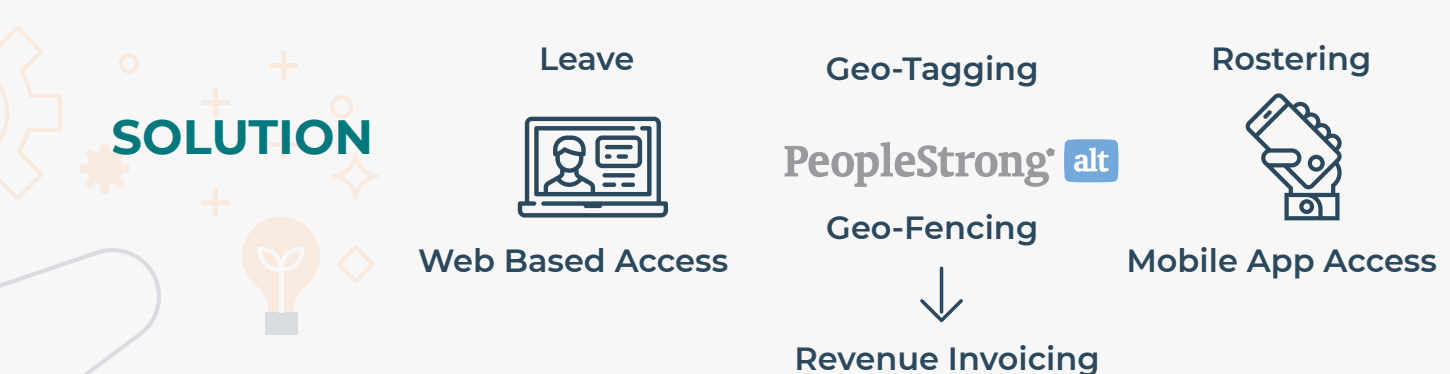 SOLUTION
Leave
Web Based Access
Geo-Tagging
PeopleStrong alt
Geo-Fencing
Revenue Invoicing
Rostering
Mobile App Access